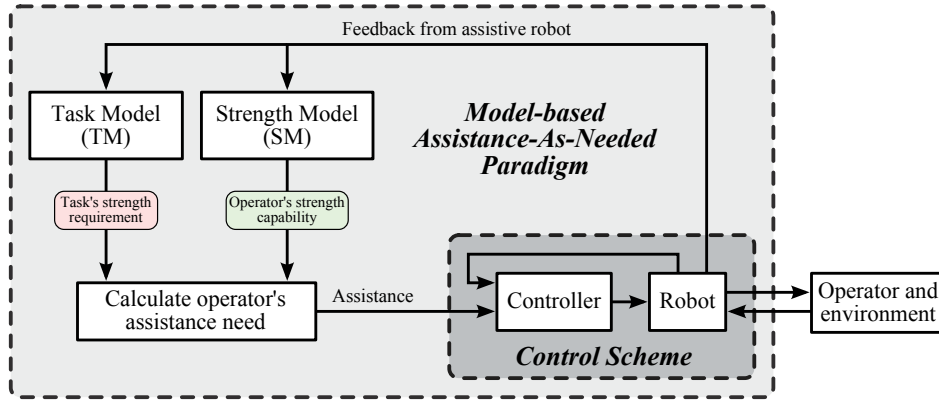 Feedback from assistive robot
Task Model
(TM)
Strength Model
(SM)
Model-based
Assistance-As-Needed
Paradigm
Task's strength
requirement
Operator's strength
capability
Calculate operator's
assistance need
Assistance
Controller
Robot
Operator and
environment
Control Scheme